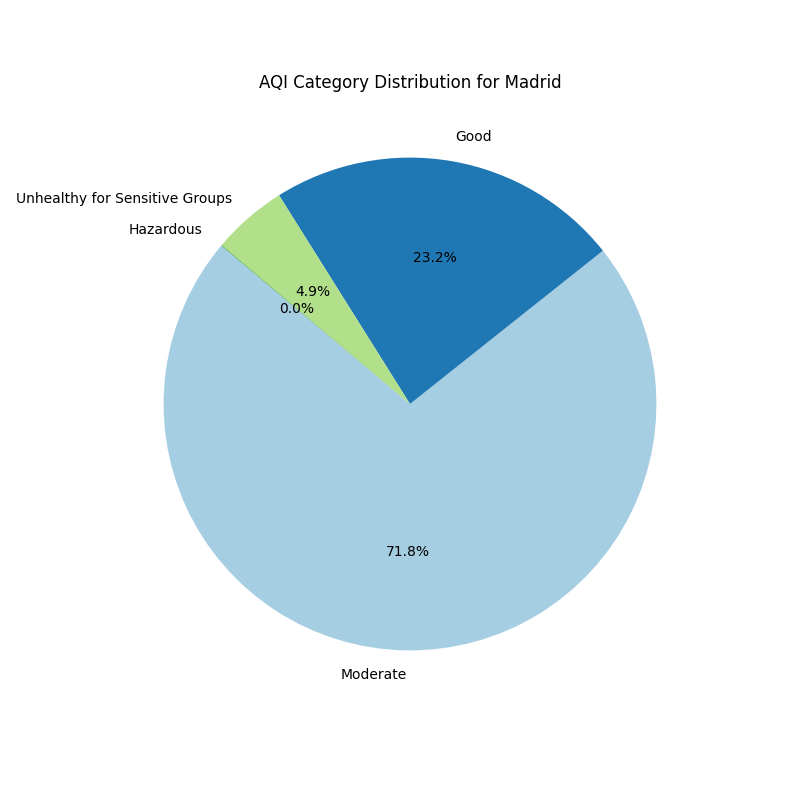 AQI Category Distribution for Madrid
Good
Unhealthy for Sensitive Groups
Hazardous
23.2%
4.9%
0.0%
71.8%
Moderate